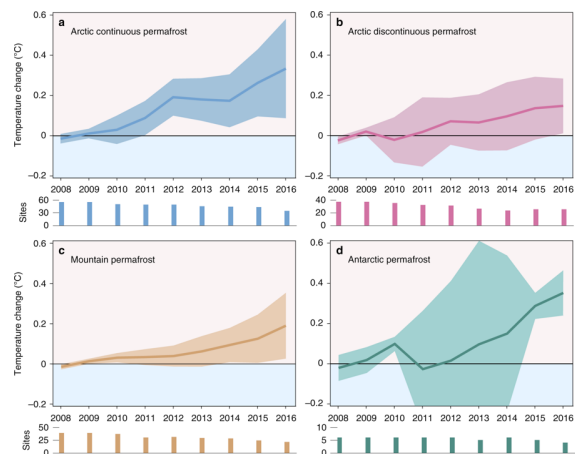 a
Arctic continuous permafrost
0.6
0.4
0.2
0
–0.2
Temperature change (°C)
2008 2009 2010 2011 2012 2013 2014 2015 2016
60
30
0
Sites
b
Arctic discontinuous permafrost
0.6
0.4
0.2
0
–0.2
2008 2009 2010 2011 2012 2013 2014 2015 2016
40
20
0
c
Mountain permafrost
0.6
0.4
0.2
0
–0.2
Temperature change (°C)
2008 2009 2010 2011 2012 2013 2014 2015 2016
50
25
0
Sites
d
Antarctic permafrost
0.6
0.4
0.2
0
–0.2
2008 2009 2010 2011 2012 2013 2014 2015 2016
10
5
0